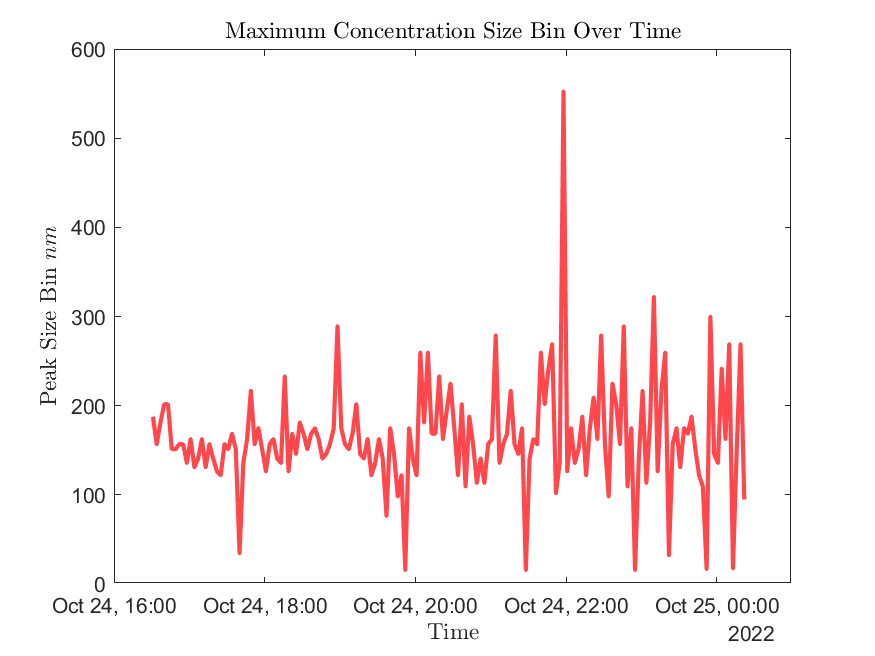 Maximum Concentration Size Bin Over Time
600
500
400
300
200
100
0
Peak Size Bin nm
Oct 24, 16:00 Oct 24, 18:00 Oct 24, 20:00 Oct 24, 22:00 Oct 25, 00:00
Time
2022